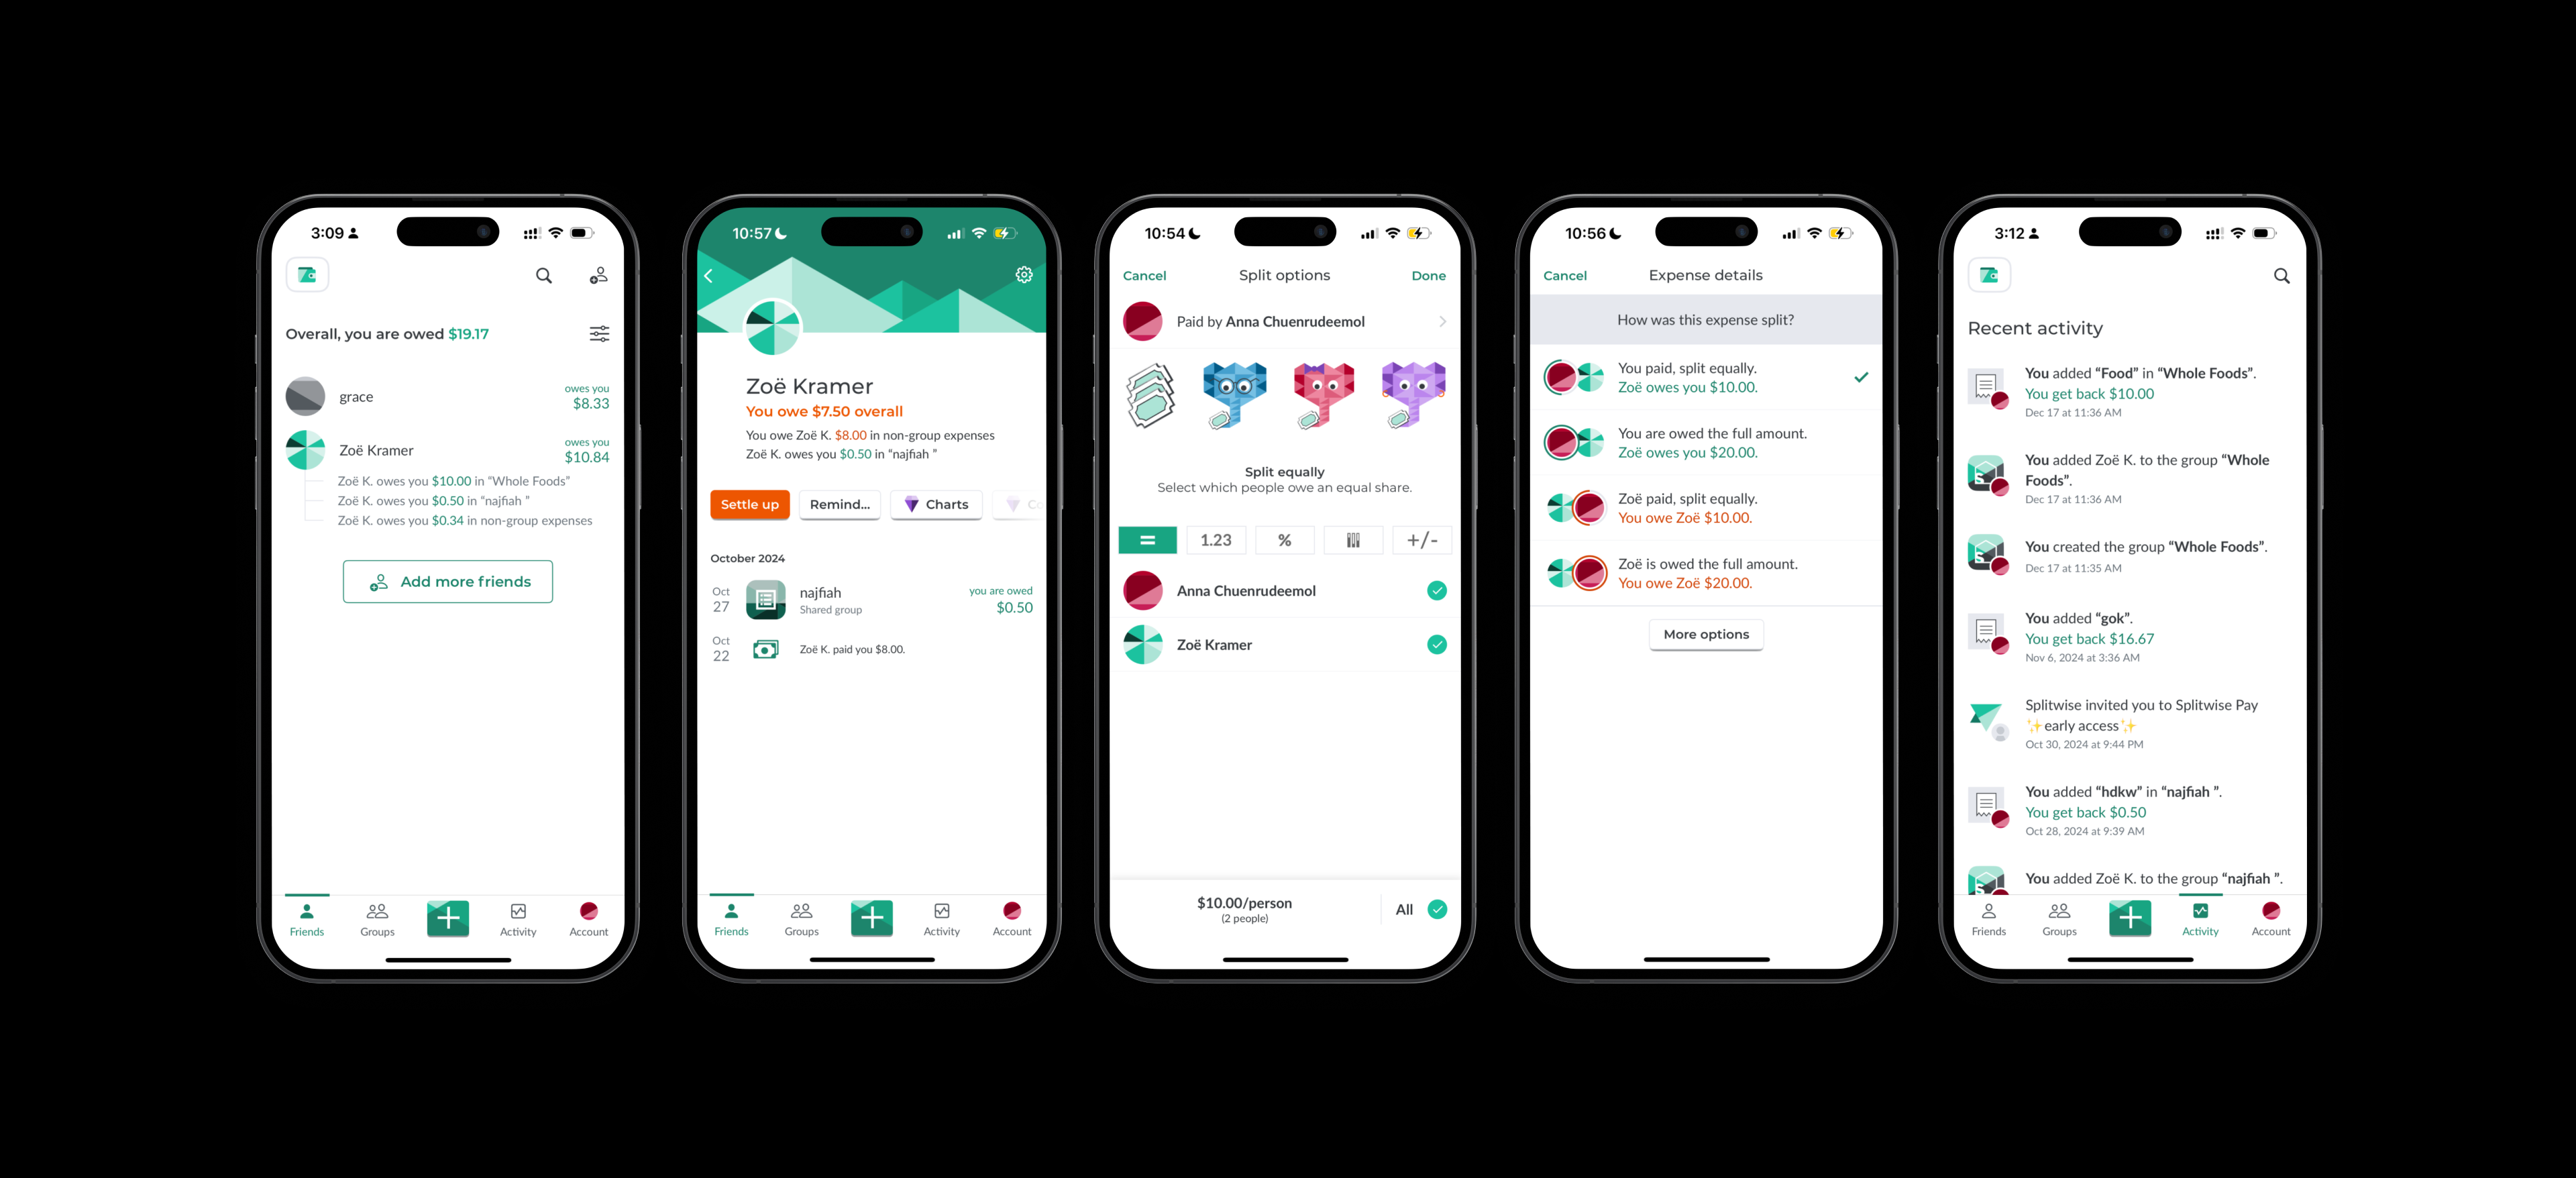 3:09
Overall, you are owed $19.17
grace
owes you
$8.33
Zoë Kramer
owes you
$10.84
Zoë K. owes you $10.00 in “Whole Foods”
Zoë K. owes you $0.50 in “najfiah ”
Zoë K. owes you $0.34 in non-group expenses
Add more friends
Friends
Groups
Activity
Account
10:57
Zoë Kramer
You owe $7.50 overall
You owe Zoë K. $8.00 in non-group expenses
Zoë K. owes you $0.50 in “najfiah ”
Settle up
Remind...
Charts
Co
October 2024
Oct
27
najfiah
Shared group
you are owed
$0.50
Oct
22
Zoë K. paid you $8.00.
Friends
Groups
Activity
Account
10:54
Cancel
Split options
Done
Paid by Anna Chuenrudeemol
Split equally
Select which people owe an equal share.
=
1.23
%
+/-
Anna Chuenrudeemol
Zoë Kramer
$10.00/person
(2 people)
All
10:56
Cancel
Expense details
How was this expense split?
You paid, split equally.
Zoë owes you $10.00.
You are owed the full amount.
Zoë owes you $20.00.
Zoë paid, split equally.
You owe Zoë $10.00.
Zoë is owed the full amount.
You owe Zoë $20.00.
More options
3:12
Recent activity
You added “Food” in “Whole Foods”.
You get back $10.00
Dec 17 at 11:36 AM
You added Zoë K. to the group “Whole
Foods”.
Dec 17 at 11:36 AM
You created the group “Whole Foods”.
Dec 17 at 11:35 AM
You added “gok”.
You get back $16.67
Nov 6, 2024 at 3:36 AM
Splitwise invited you to Splitwise Pay
✨early access✨
Oct 30, 2024 at 9:44 PM
You added “hdkw” in “najfiah ”.
You get back $0.50
Oct 28, 2024 at 9:39 AM
You added Zoë K. to the group “najfiah ”.
Friends
Groups
Activity
Account